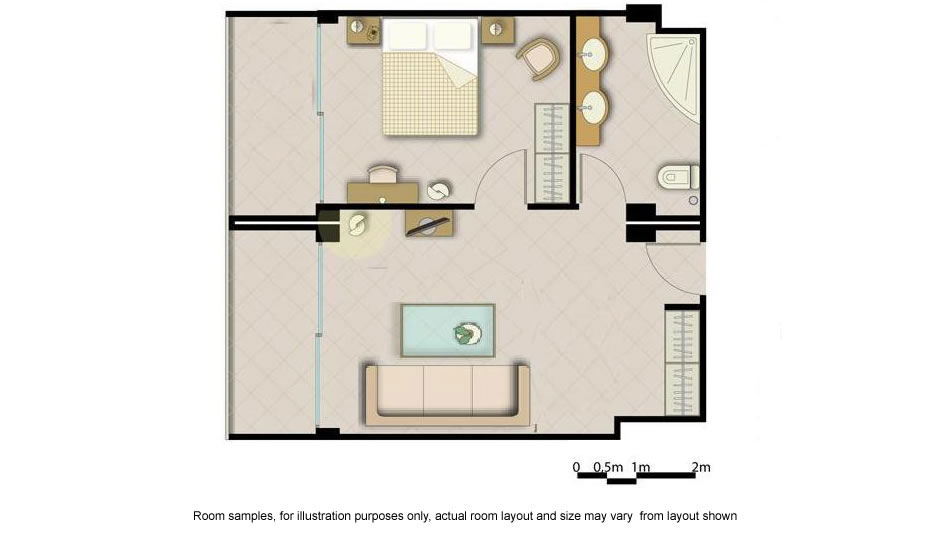 0 0,5m 1m 2m
Room samples, for illustration purposes only, actual room layout and size may vary from layout shown